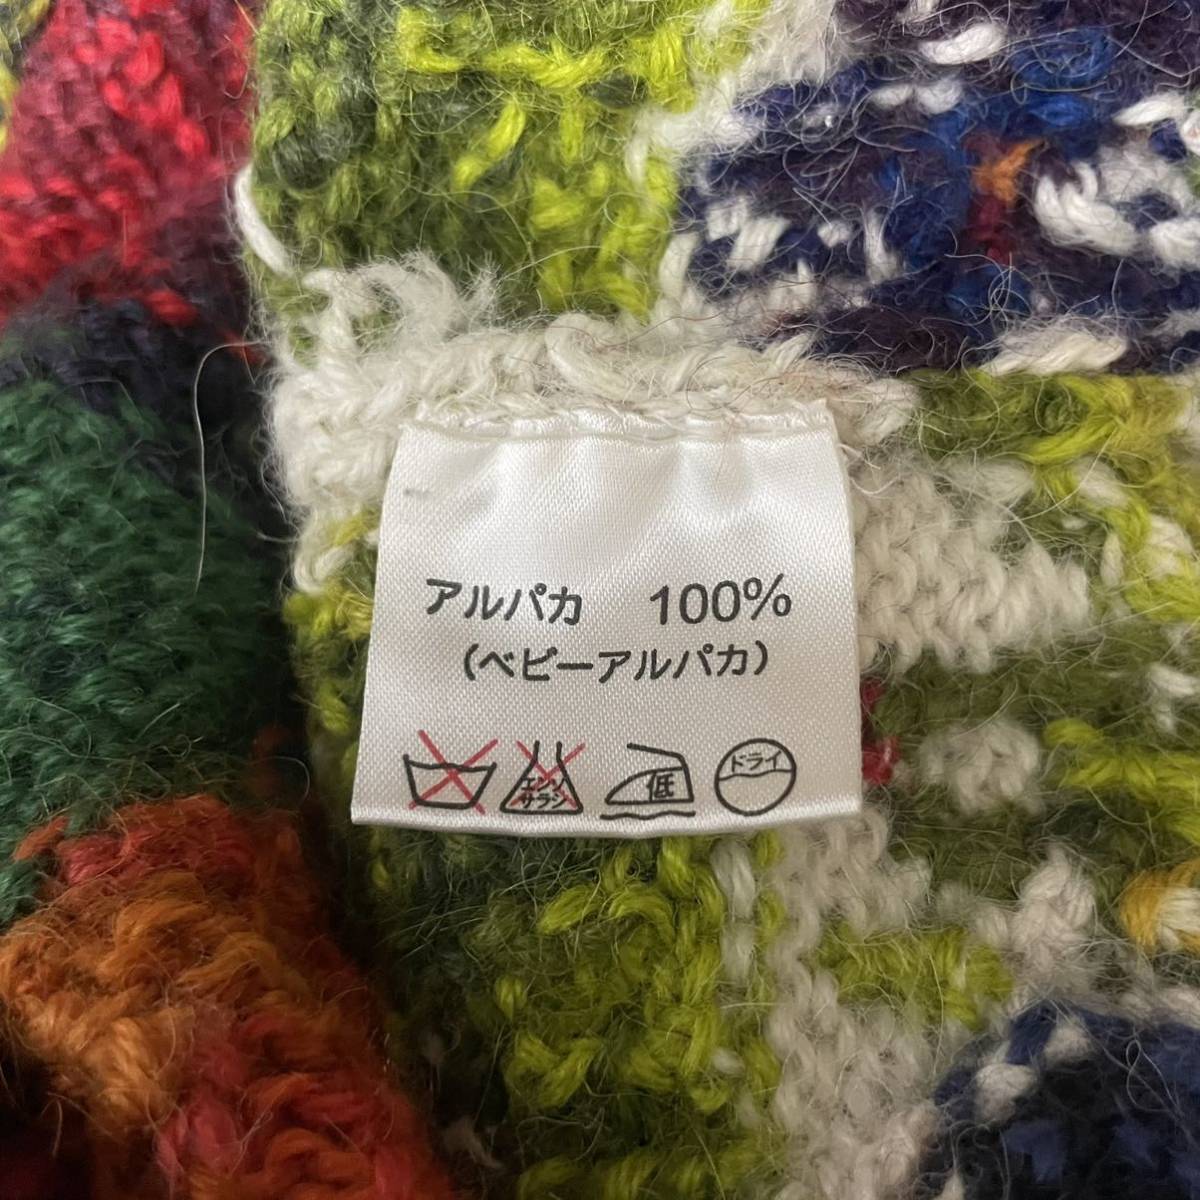 アルパカ 100%
(ベビーアルパカ)
エンソ サラシ 低 ドライ